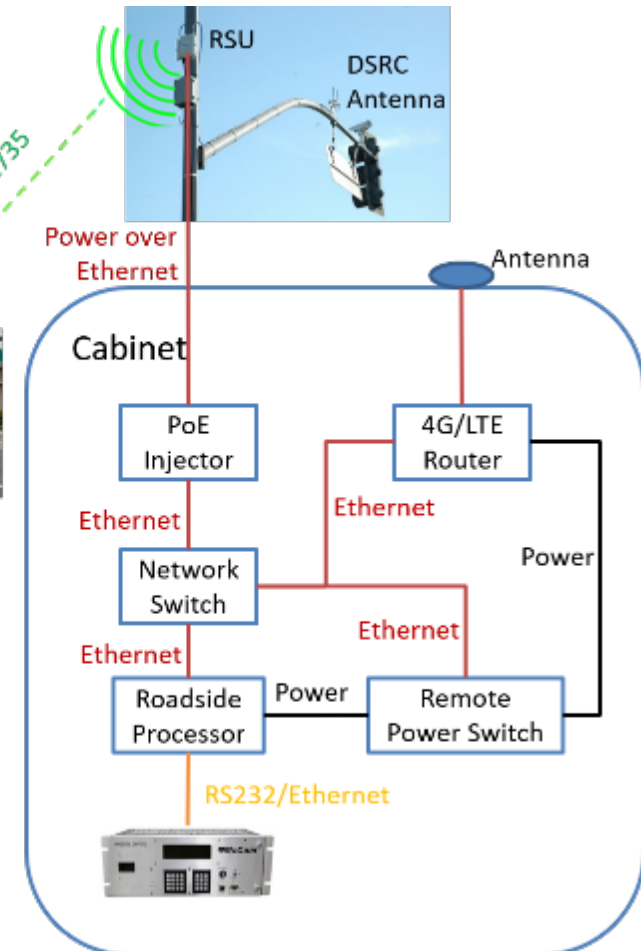 RSU
DSRC
Antenna
/35
Power over
Ethernet
Antenna
Cabinet
PoE
Injector
4G/LTE
Router
Ethernet
Ethernet
Power
Network
Switch
Ethernet
Ethernet
Power
Roadside
Processor
Remote
Power Switch
RS232/Ethernet